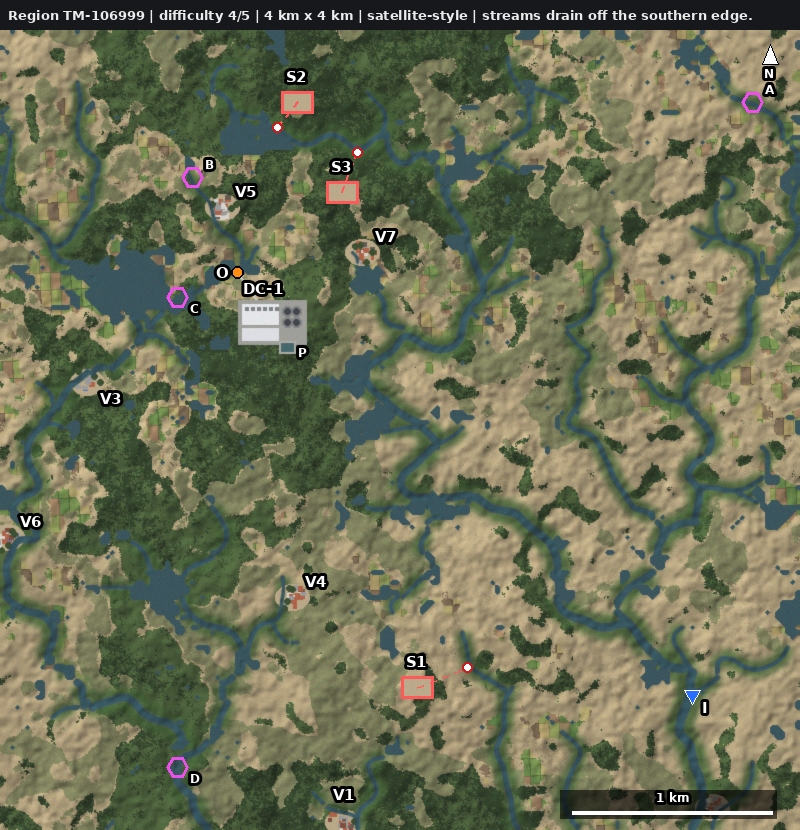 Region TM-106999 | difficulty 4/5 | 4 km x 4 km | satellite-style | streams drain off the southern edge.
N
A
S2
B
S3
V5
V7
O
DC-1
C
P
V3
V6
V4
S1
I
D
V1
1 km